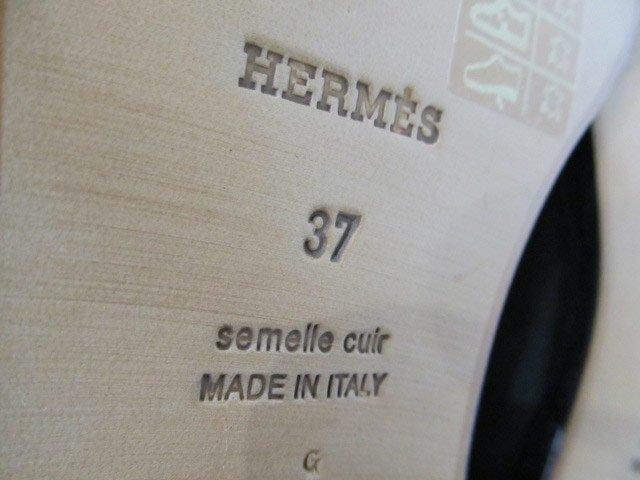 HERMÈS
37
semelle cuir
MADE IN ITALY
G